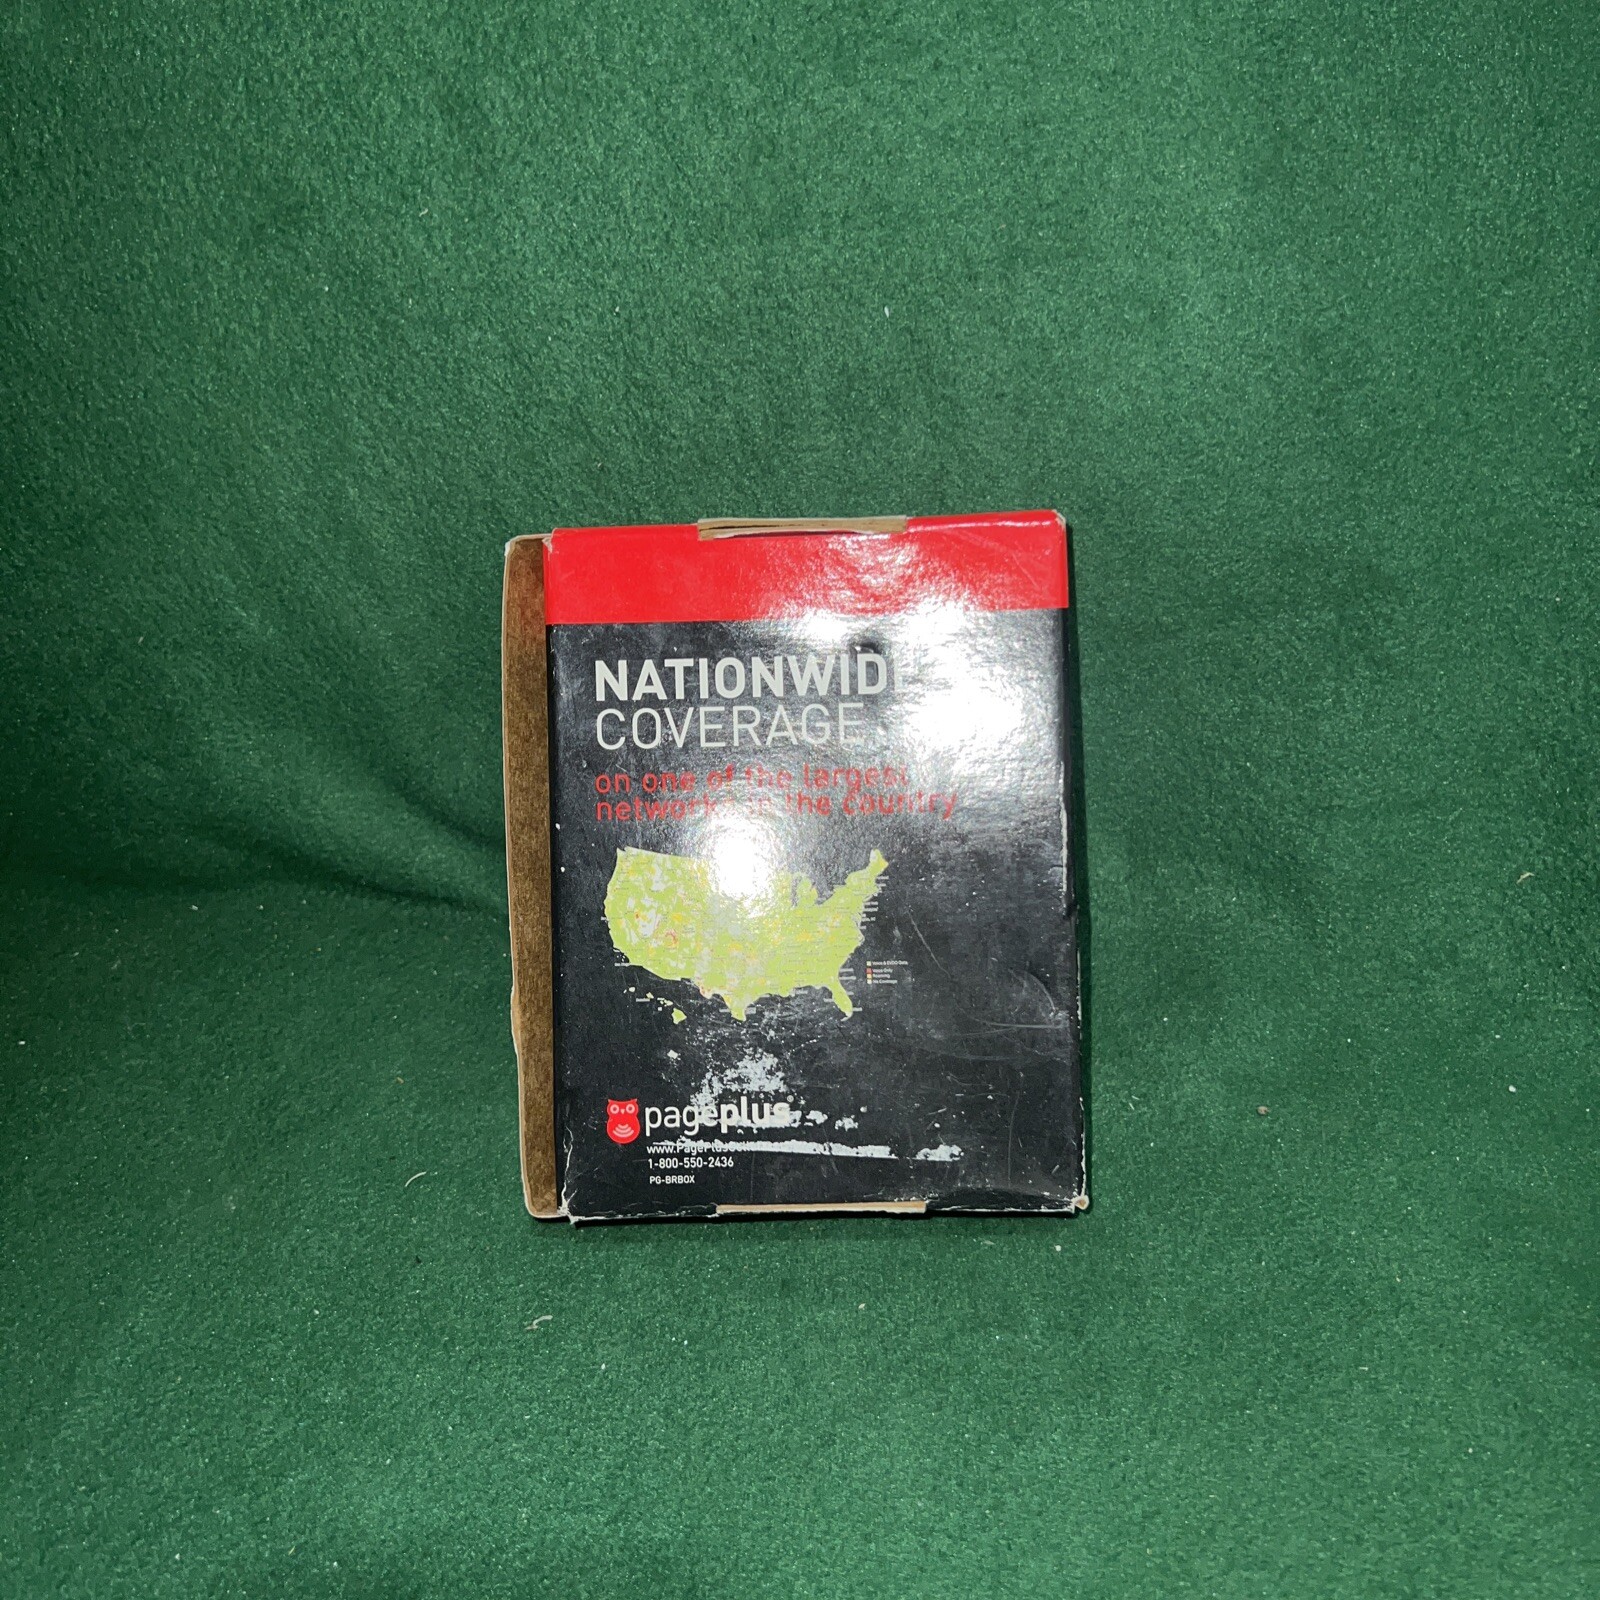 NATIONWIDE
COVERAGE
on one of the largest
networks in the country
pageplus
1-800-550-2436
PG-BRBOX